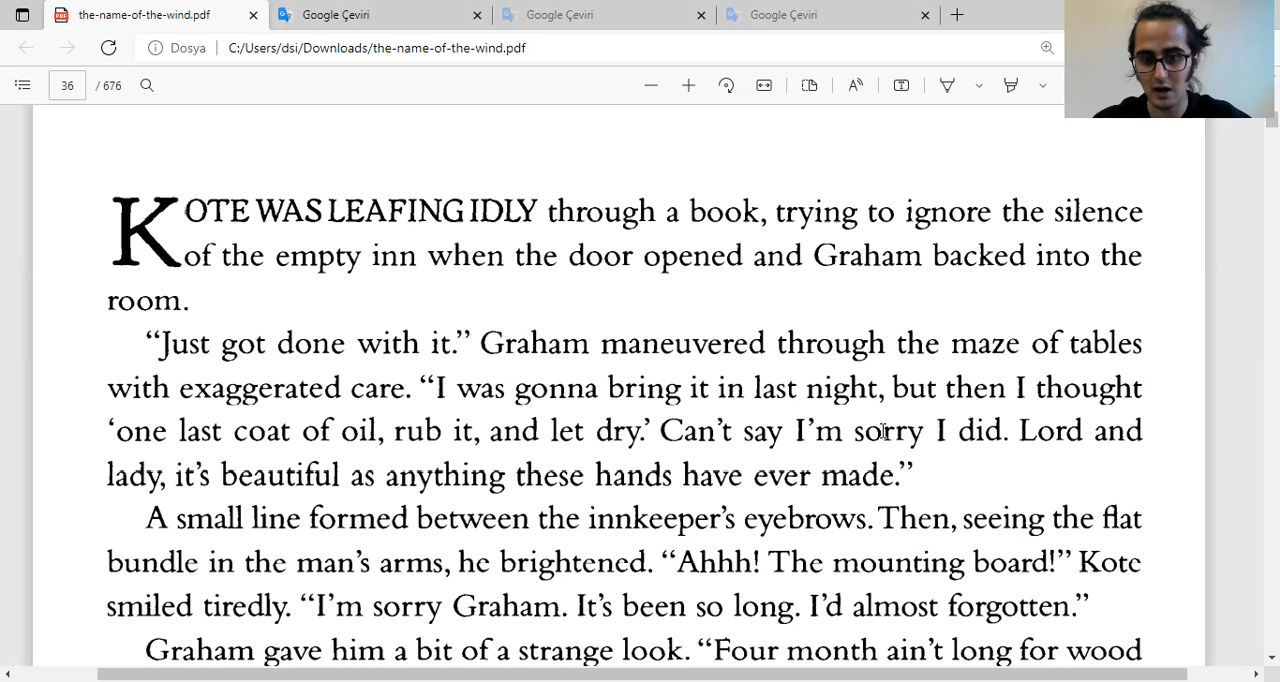 the-name-of-the-wind.pdf
Google Çeviri
Google Çeviri
Google Çeviri
Dosya
C:/Users/dsi/Downloads/the-name-of-the-wind.pdf
36 / 676
KOTE WAS LEAFING IDLY through a book, trying to ignore the silence
of the empty inn when the door opened and Graham backed into the
room.
“Just got done with it.” Graham maneuvered through the maze of tables
with exaggerated care. “I was gonna bring it in last night, but then I thought
‘one last coat of oil, rub it, and let dry.’ Can’t say I’m sorry I did. Lord and
lady, it’s beautiful as anything these hands have ever made.”
A small line formed between the innkeeper’s eyebrows. Then, seeing the flat
bundle in the man’s arms, he brightened. “Ahhh! The mounting board!” Kote
smiled tiredly. “I’m sorry Graham. It’s been so long. I’d almost forgotten.”
Graham gave him a bit of a strange look. “Four month ain’t long for wood